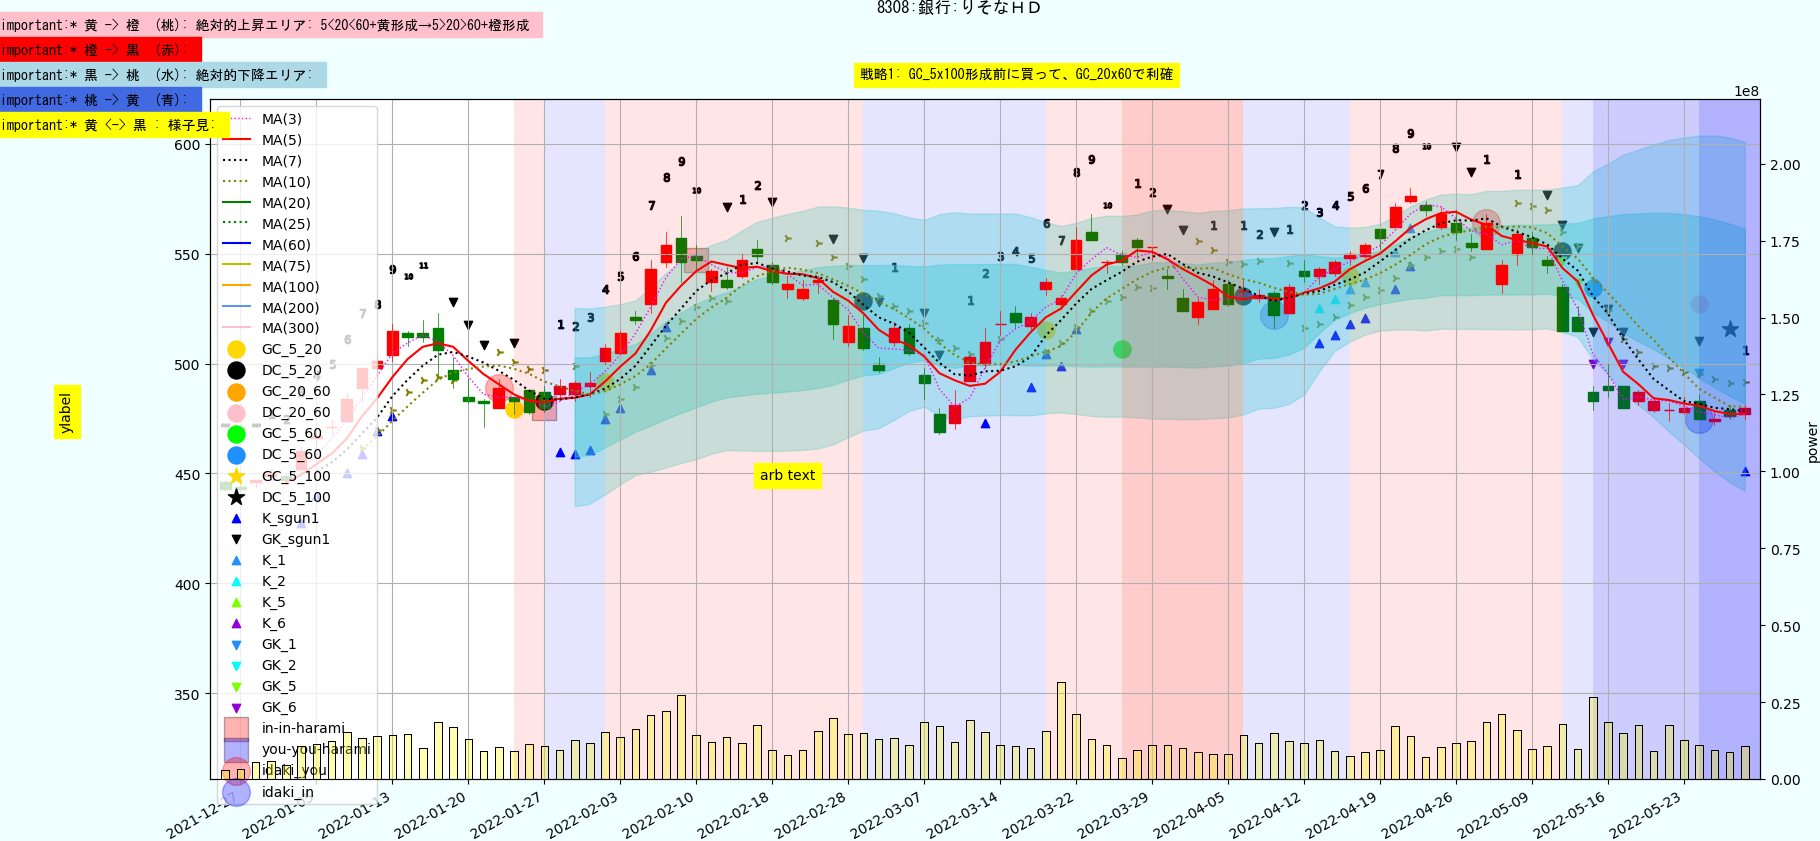 8308:銀行:りそなHD
important:* 黄 -> 橙 (桃): 絶対的上昇エリア: 5<20<60+黄形成→5>20>60+橙形成
important:* 橙 -> 黒 (赤):
important:* 黒 -> 桃 (水): 絶対的下降エリア:
important:* 桃 -> 黄 (青):
important:* 黄 <-> 黒 : 様子見:
戦略1: GC_5x100形成前に買って、GC_20x60で利確
1e8
MA(3)
MA(5)
MA(7)
MA(10)
MA(20)
MA(25)
MA(60)
MA(75)
MA(100)
MA(200)
MA(300)
GC_5_20
DC_5_20
GC_20_60
DC_20_60
GC_5_60
DC_5_60
GC_5_100
DC_5_100
K_sgun1
GK_sgun1
K_1
K_2
K_5
K_6
GK_1
GK_2
GK_5
GK_6
in-in-harami
you-you-harami
idaki_you
idaki_in
600
550
500
450
400
350
ylabel
arb text
2.00
1.75
1.50
1.25
1.00
0.75
0.50
0.25
0.00
power
2022-01-13
2022-01-20
2022-01-27
2022-02-03
2022-02-10
2022-02-18
2022-02-28
2022-03-07
2022-03-14
2022-03-22
2022-03-29
2022-04-05
2022-04-12
2022-04-19
2022-04-26
2022-05-09
2022-05-16
2022-05-23